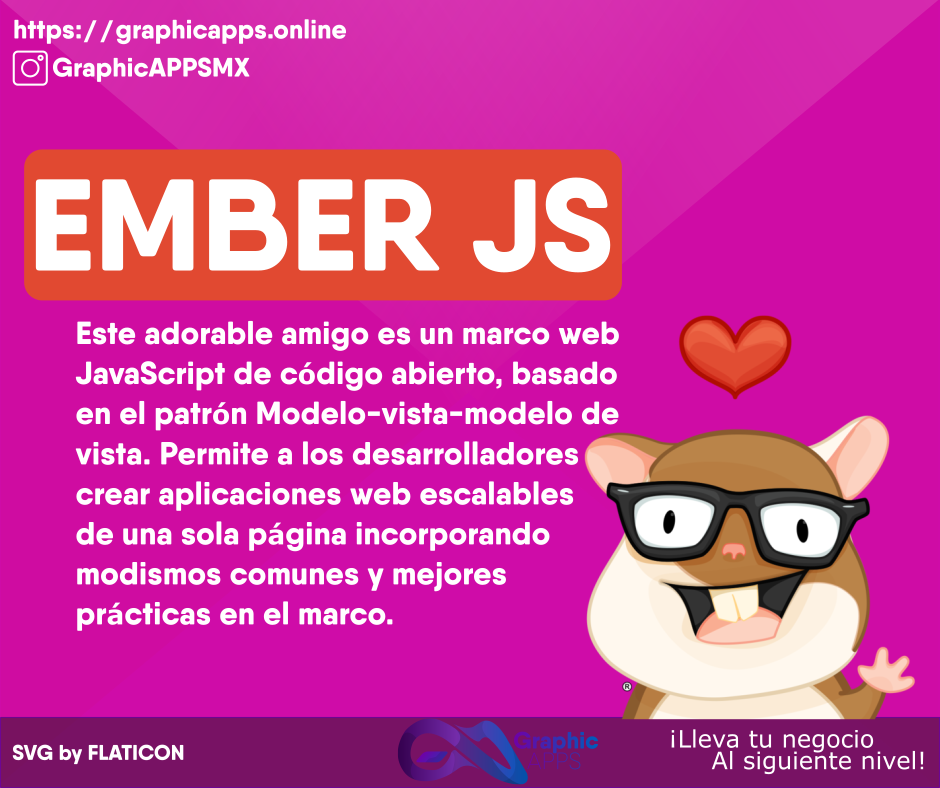 https://graphicapps.online
GraphicAPPSMX
EMBER JS
Este adorable amigo es un marco web
JavaScript de código abierto, basado
en el patrón Modelo-vista-modelo de
vista. Permite a los desarrolladores
crear aplicaciones web escalables
de una sola página incorporando
modismos comunes y mejores
prácticas en el marco.
®
SVG by FLATICON
Graphic
APPS
¡Lleva tu negocio
Al siguiente nivel!